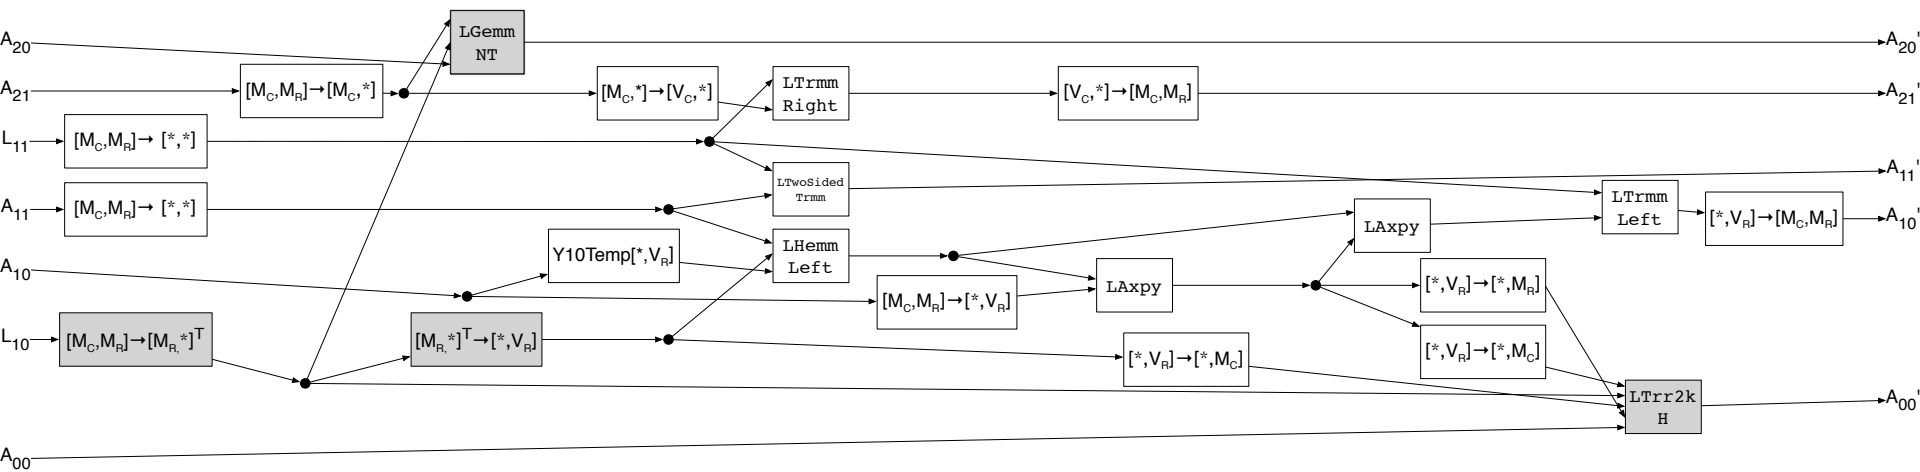 A20
LGemm
NT
A20'
A21
[MC,MR]→[MC,*]
[MC,*]→[VC,*]
LTrmm
Right
[VC,*]→[MC,MR]
A21'
L11
[MC,MR]→ [*,*]
LTwoSided
Trmm
A11'
A11
[MC,MR]→ [*,*]
LTrmm
Left
[*,VR]→[MC,MR]
A10'
LAxpy
Y10Temp[*,VR]
LHemm
Left
A10
[MC,MR]→[*,VR]
LAxpy
[*,VR]→[*,MR]
L10
[MC,MR]→[MR,*]T
[MR,*]T→[*,VR]
[*,VR]→[*,MC]
[*,VR]→[*,MC]
LTrr2k
H
A00'
A00